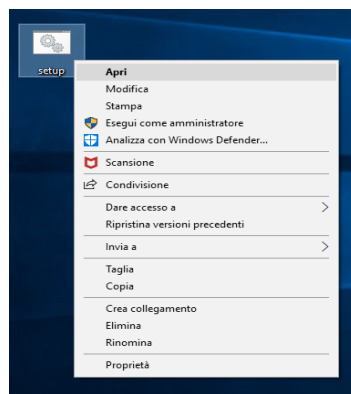 setup
Apri
Modifica
Stampa
Esegui come amministratore
Analizza con Windows Defender...
Scansione
Condivisione
Dare accesso a
Ripristina versioni precedenti
Invia a
Taglia
Copia
Crea collegamento
Elimina
Rinomina
Proprietà